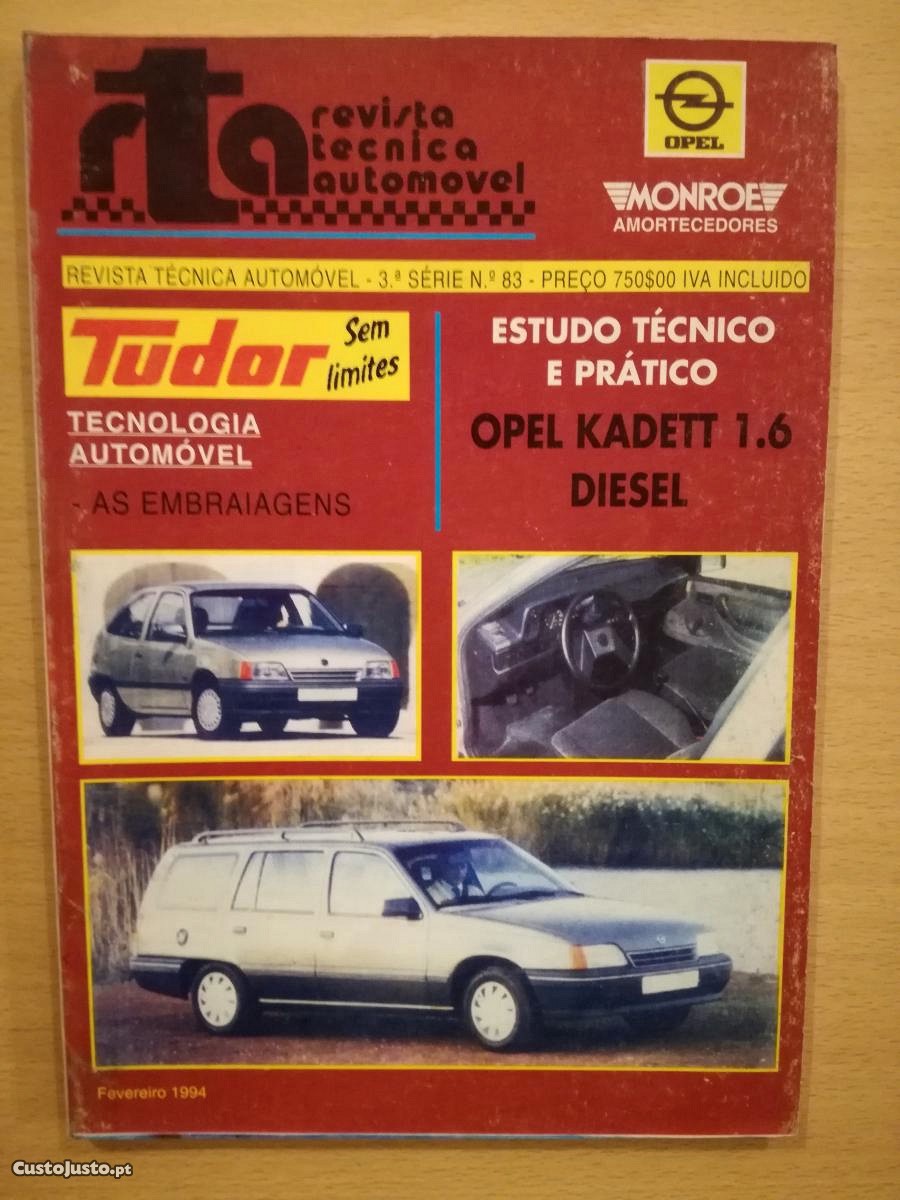 rta
revista
tecnica
automovel
OPEL
MONROE
AMORTECEDORES
REVISTA TÉCNICA AUTOMÓVEL - 3.ª SÉRIE N.º 83 - PREÇO 750$00 IVA INCLUIDO
Tudor
Sem
limites
TECNOLOGIA
AUTOMÓVEL
- AS EMBRAIAGENS
ESTUDO TÉCNICO
E PRÁTICO
OPEL KADETT 1.6
DIESEL
Fevereiro 1994
CustoJusto.pt